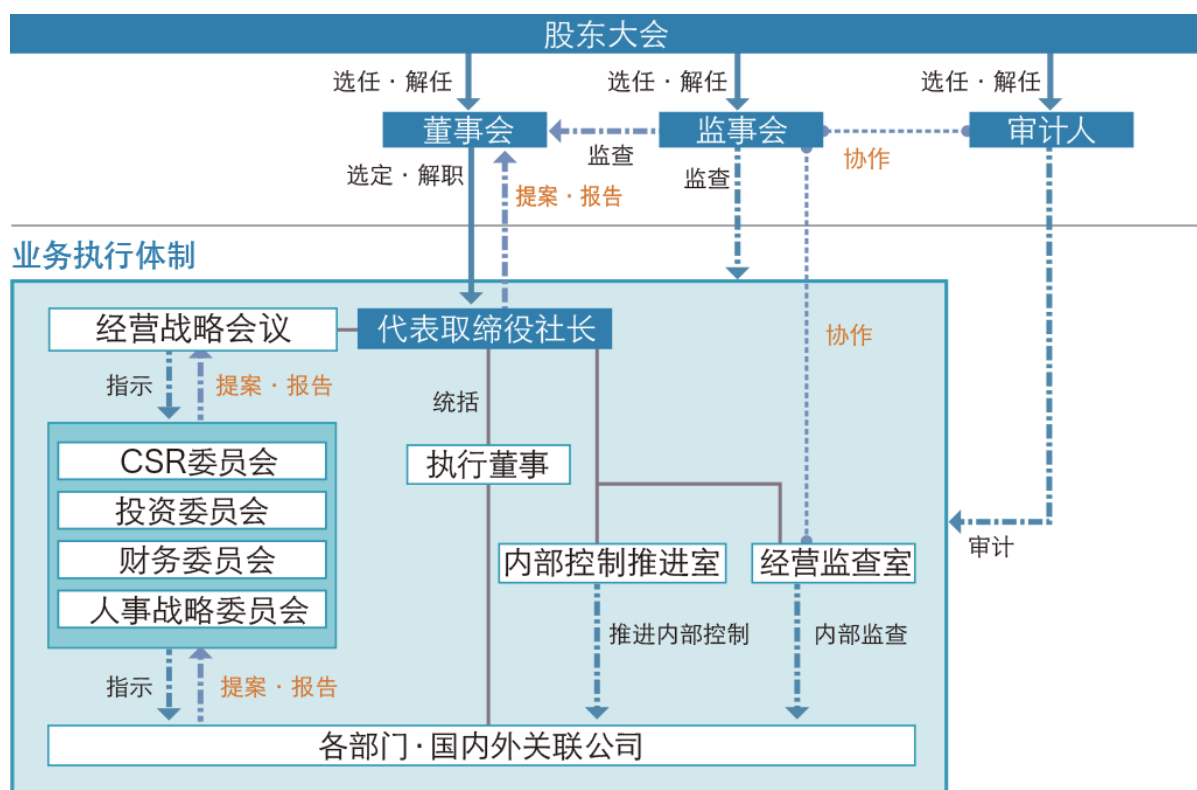 股东大会
选任·解任
选任·解任
选任·解任
董事会
监事会
审计人
监查
协作
选定·解职
提案·报告
监查
业务执行体制
经营战略会议
代表取缔役社长
协作
指示
提案·报告
统括
CSR委员会
执行董事
投资委员会
财务委员会
内部控制推进室
经营监查室
审计
人事战略委员会
推进内部控制
内部监查
指示
提案·报告
各部门·国内外关联公司